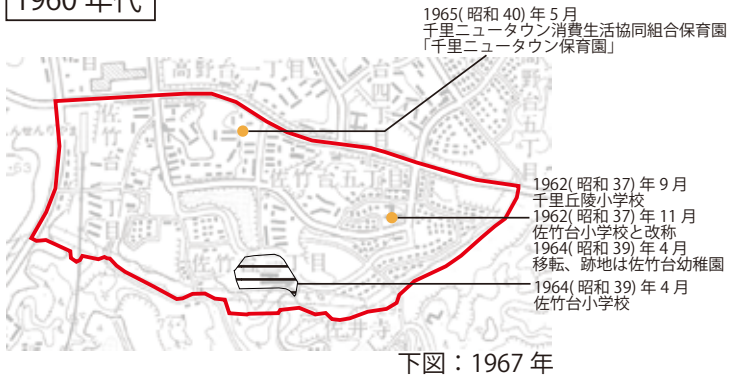 1960 年代
1965( 昭和 40) 年 5 月
千里ニュータウン消費生活協同組合保育園
「千里ニュータウン保育園」
高野台一丁目
佐竹台
佐竹台五丁目
1962( 昭和 37) 年 9 月
千里丘陵小学校
1962( 昭和 37) 年 11 月
佐竹台小学校と改称
1964( 昭和 39) 年 4 月
移転、跡地は佐竹台幼稚園
1964( 昭和 39) 年 4 月
佐竹台小学校
下図：1967 年